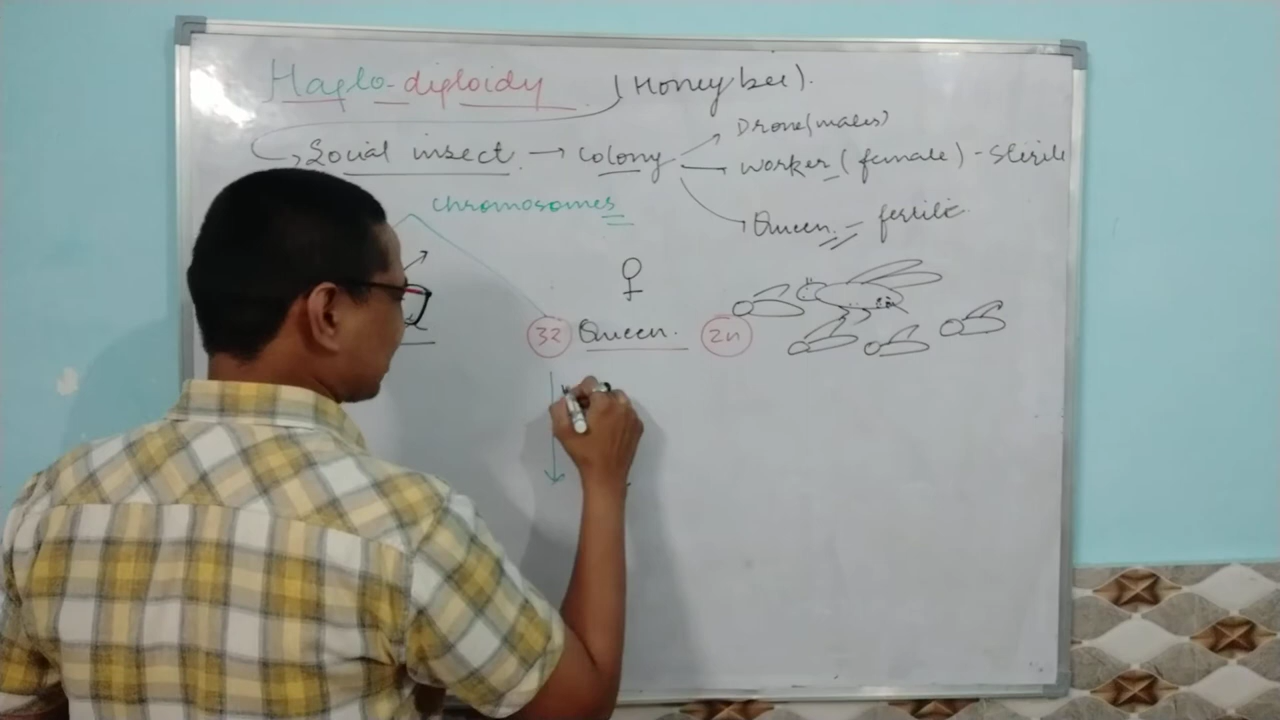 Haplo-diploidy (Honey bee).
Social insect → Colony
Drone (males)
worker (female) - Sterile
Queen - fertile
chromosomes
♀
32 Queen. 2n